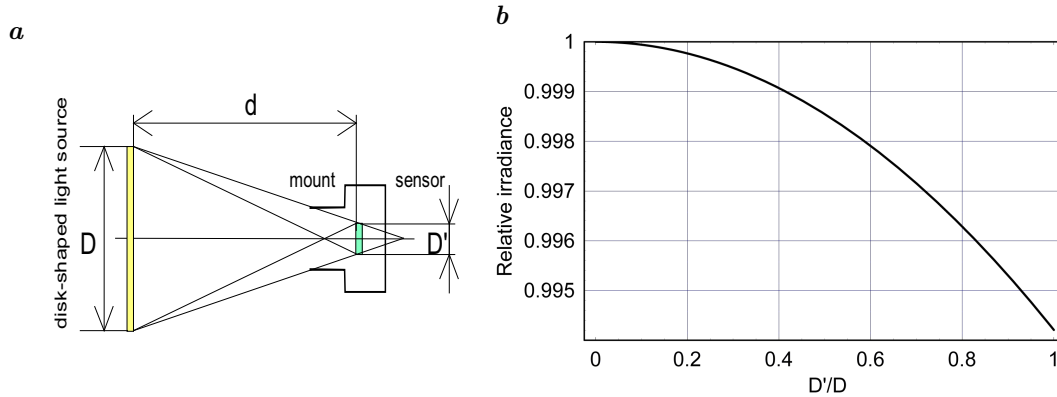 a
d
disk-shaped light source
D
mount
sensor
D'
b
Relative irradiance
1
0.999
0.998
0.997
0.996
0.995
0
0.2
0.4
0.6
0.8
1
D'/D